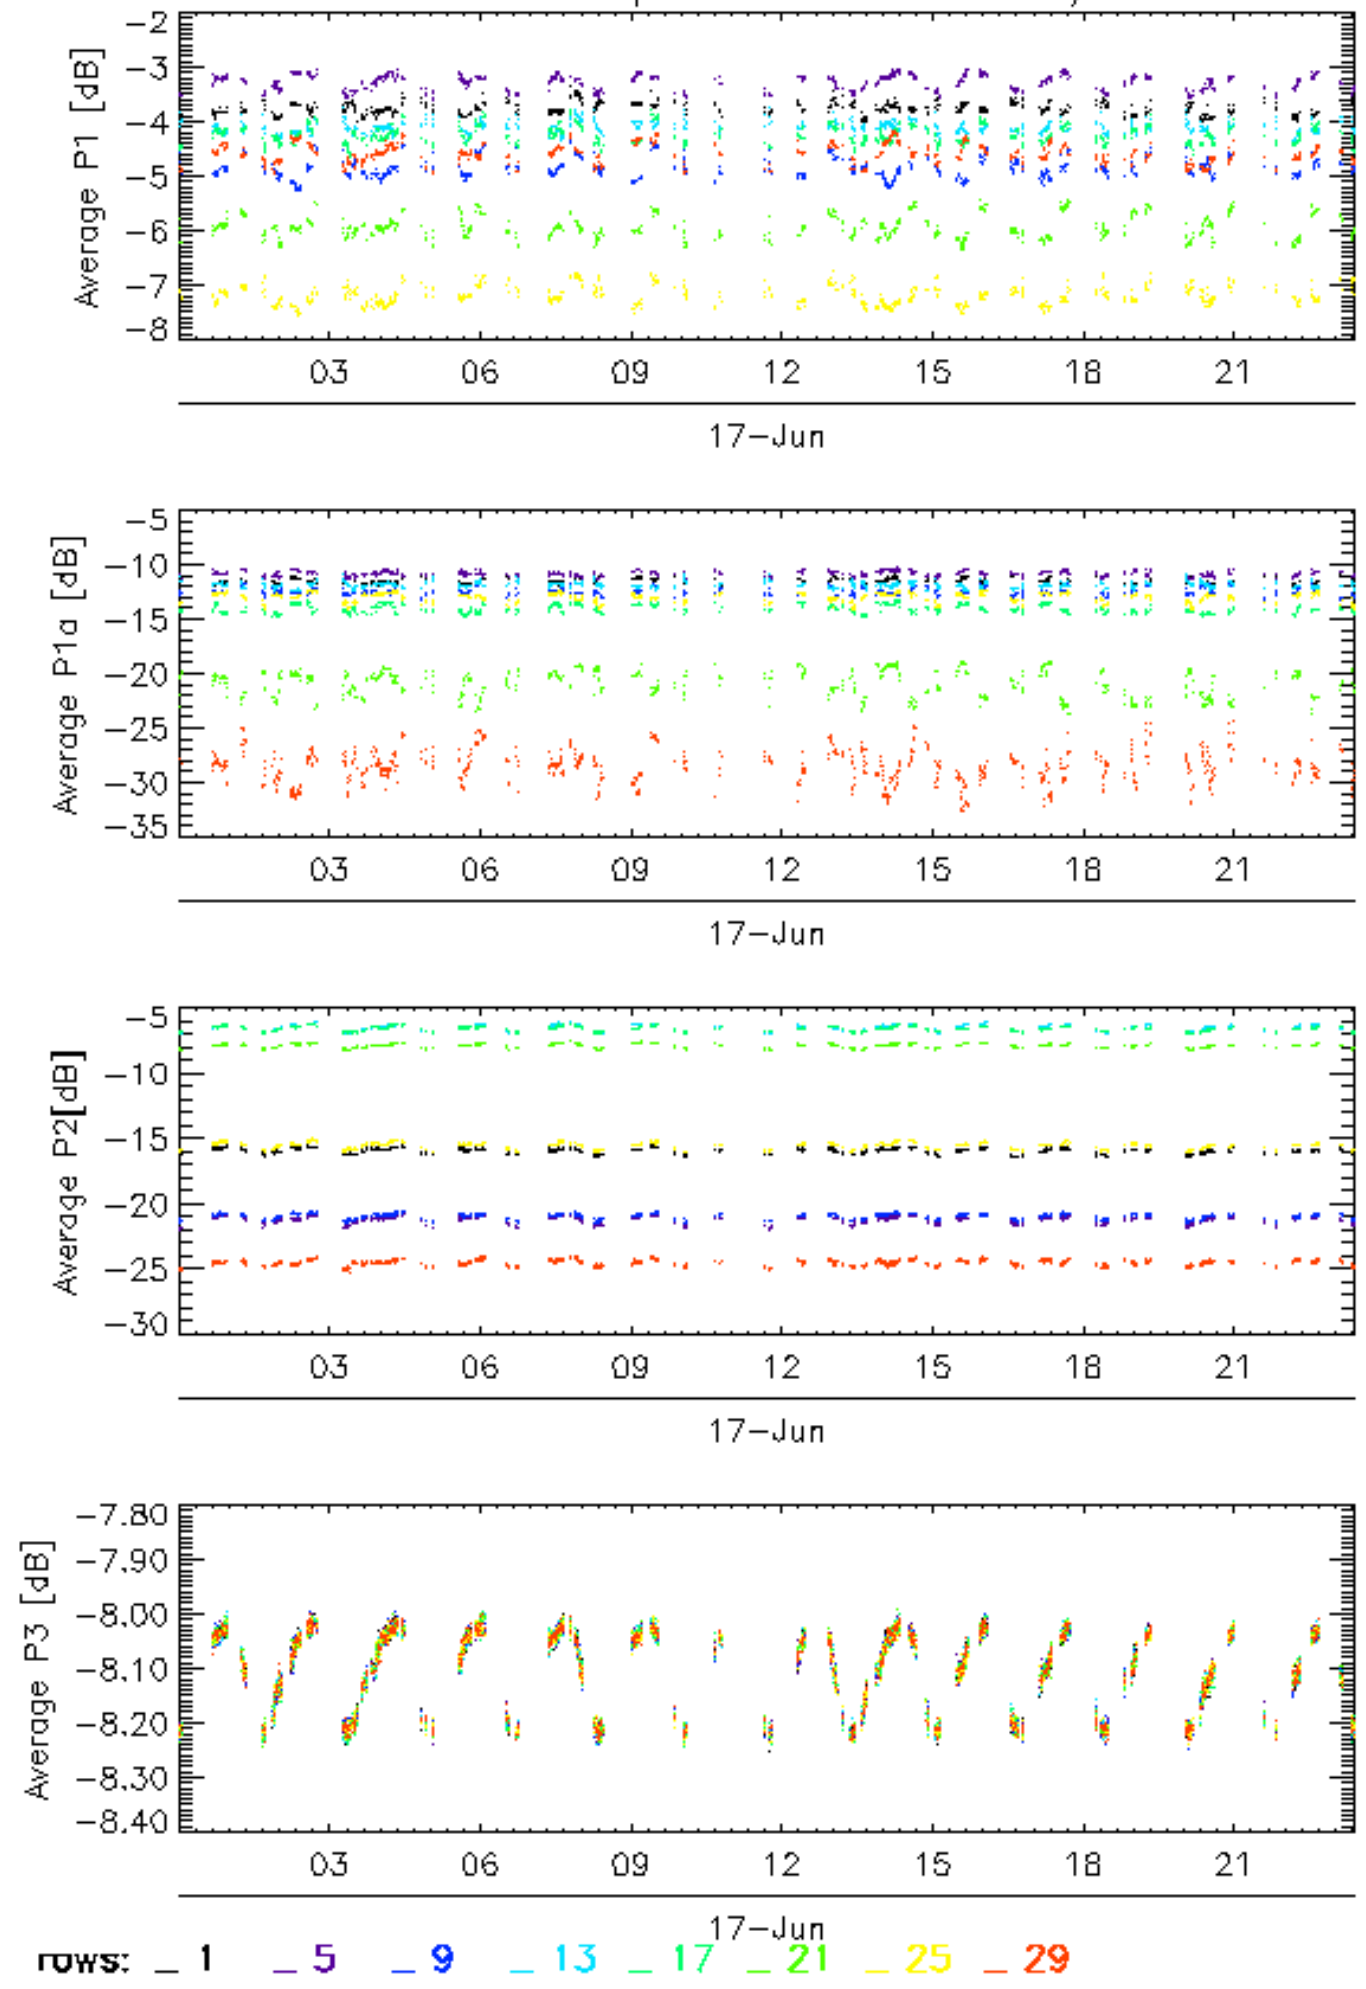 Average P1 [dB]
-2
-3
-4
-5
-6
-7
-8
03 06 09 12 15 18 21
17-Jun
Average P1a [dB]
-5
-10
-15
-20
-25
-30
-35
03 06 09 12 15 18 21
17-Jun
Average P2[dB]
-5
-10
-15
-20
-25
-30
03 06 09 12 15 18 21
17-Jun
Average P3 [dB]
-7.80
-7.90
-8.00
-8.10
-8.20
-8.30
-8.40
03 06 09 12 15 18 21
17-Jun
rows: _ 1 _ 5 _ 9 _ 13 _ 17 _ 21 _ 25 _ 29